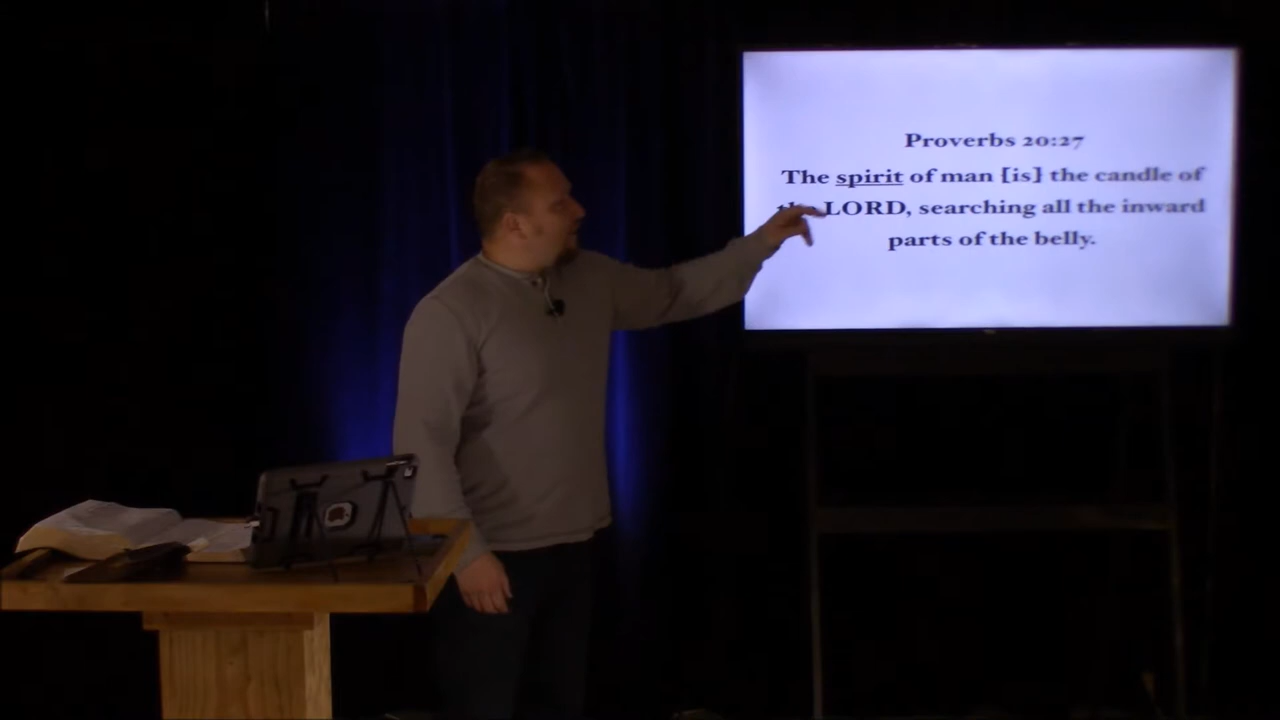 Proverbs 20:27
The spirit of man [is] the candle of
the LORD, searching all the inward
parts of the belly.